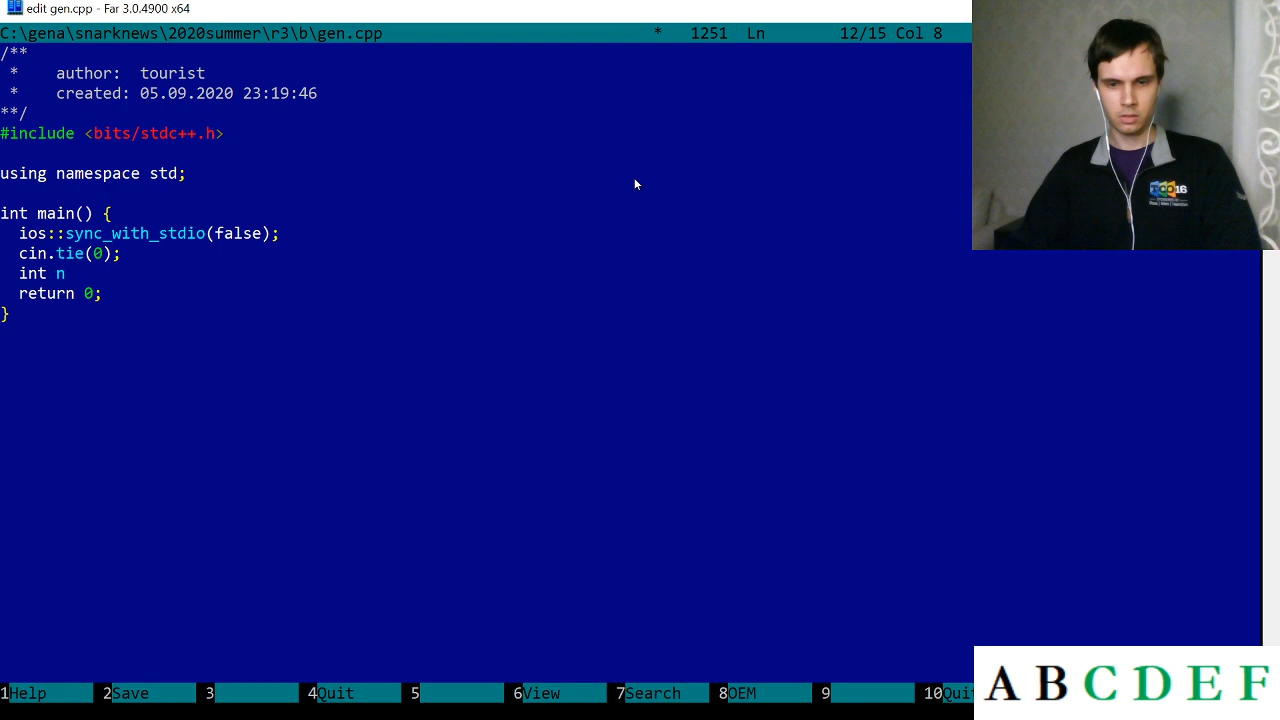 edit gen.cpp - Far 3.0.4900 x64
C:\gena\snarknews\2020summer\r3\b\gen.cpp * 1251 Ln 12/15 Col 8
/**
* author: tourist
* created: 05.09.2020 23:19:46
**/
#include <bits/stdc++.h>
using namespace std;
int main() {
ios::sync_with_stdio(false);
cin.tie(0);
int n
return 0;
}
TCO16
1Help 2Save 3 4Quit 5 6View 7Search 8OEM 9 10Quit
A B C D E F